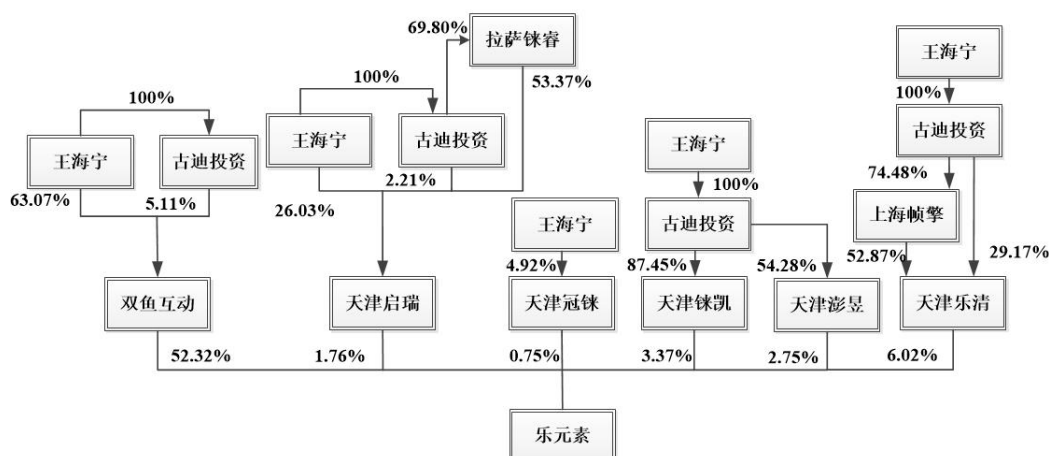 69.80%
拉萨铼睿
53.37%
100%
王海宁
古迪投资
63.07%
5.11%
100%
王海宁
古迪投资
26.03%
2.21%
王海宁
4.92%
王海宁
100%
古迪投资
87.45%
54.28%
王海宁
100%
古迪投资
74.48%
上海帧擎
52.87%
29.17%
双鱼互动
天津启瑞
天津冠铼
天津铼凯
天津澎昱
天津乐清
52.32%
1.76%
0.75%
3.37%
2.75%
6.02%
乐元素